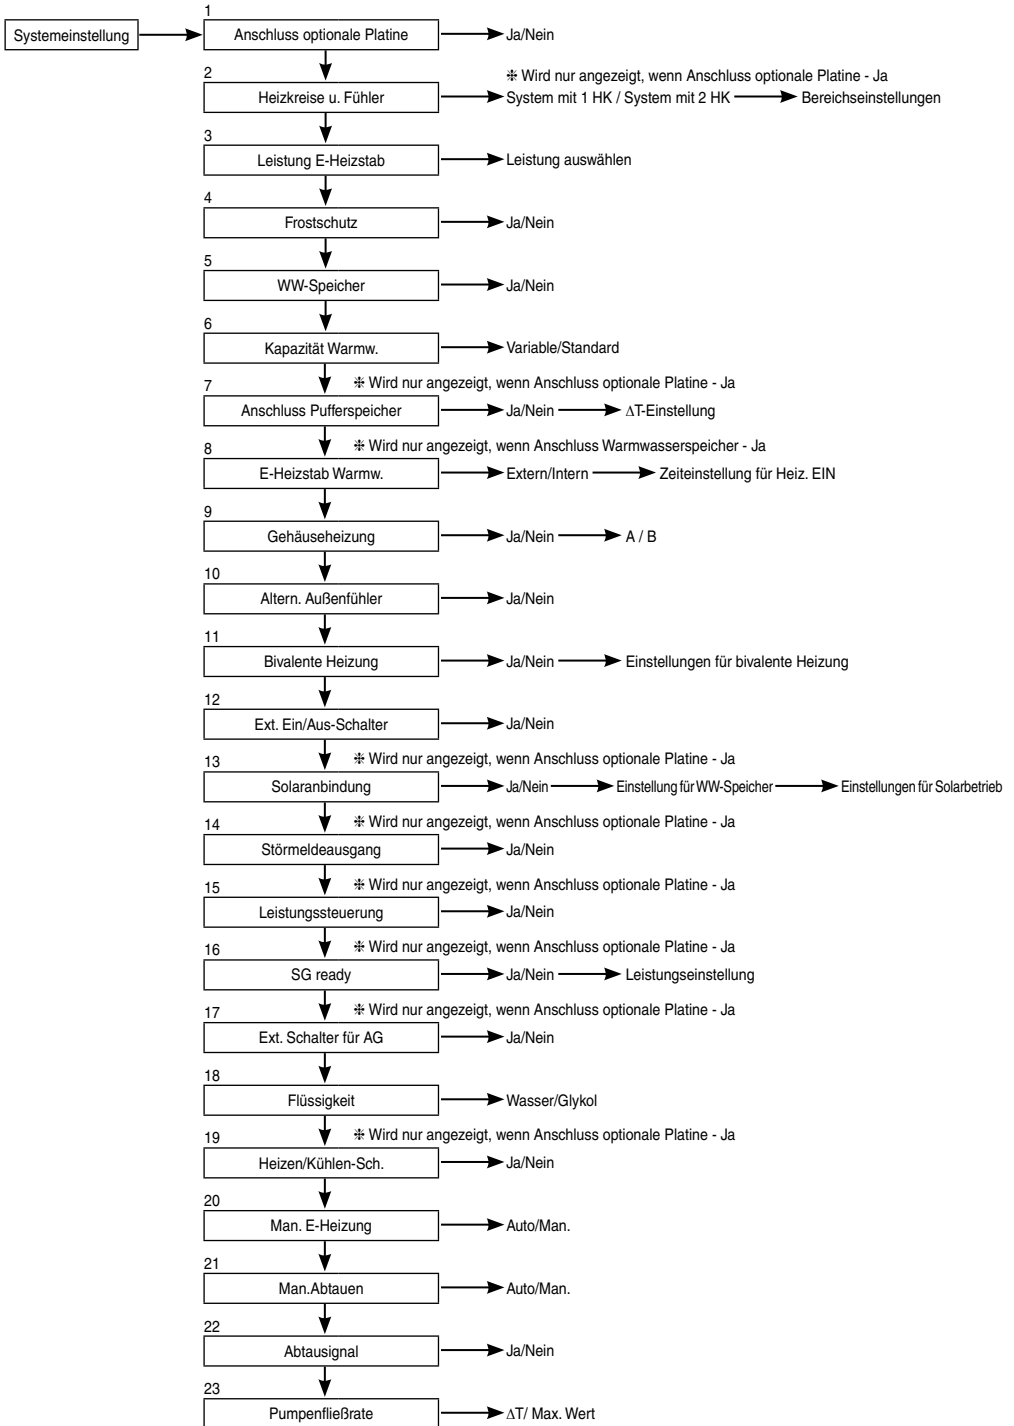 1
Systemeinstellung Anschluss optionale Platine Ja/Nein
2 ❉ Wird nur angezeigt, wenn Anschluss optionale Platine - Ja
Heizkreise u. Fühler System mit 1 HK / System mit 2 HK Bereichseinstellungen
3
Leistung E-Heizstab Leistung auswählen
4
Frostschutz Ja/Nein
5
WW-Speicher Ja/Nein
6
Kapazität Warmw. Variable/Standard
7 ❉ Wird nur angezeigt, wenn Anschluss optionale Platine - Ja
Anschluss Pufferspeicher Ja/Nein ΔT-Einstellung
8 ❉ Wird nur angezeigt, wenn Anschluss Warmwasserspeicher - Ja
E-Heizstab Warmw. Extern/Intern Zeiteinstellung für Heiz. EIN
9
Gehäuseheizung Ja/Nein A / B
10
Altern. Außenfühler Ja/Nein
11
Bivalente Heizung Ja/Nein Einstellungen für bivalente Heizung
12
Ext. Ein/Aus-Schalter Ja/Nein
13 ❉ Wird nur angezeigt, wenn Anschluss optionale Platine - Ja
Solaranbindung Ja/Nein Einstellung für WW-Speicher Einstellungen für Solarbetrieb
14 ❉ Wird nur angezeigt, wenn Anschluss optionale Platine - Ja
Störmeldeausgang Ja/Nein
15 ❉ Wird nur angezeigt, wenn Anschluss optionale Platine - Ja
Leistungssteuerung Ja/Nein
16 ❉ Wird nur angezeigt, wenn Anschluss optionale Platine - Ja
SG ready Ja/Nein Leistungseinstellung
17 ❉ Wird nur angezeigt, wenn Anschluss optionale Platine - Ja
Ext. Schalter für AG Ja/Nein
18
Flüssigkeit Wasser/Glykol
19 ❉ Wird nur angezeigt, wenn Anschluss optionale Platine - Ja
Heizen/Kühlen-Sch. Ja/Nein
20
Man. E-Heizung Auto/Man.
21
Man.Abtauen Auto/Man.
22
Abtausignal Ja/Nein
23
Pumpenfließrate ΔT/ Max. Wert